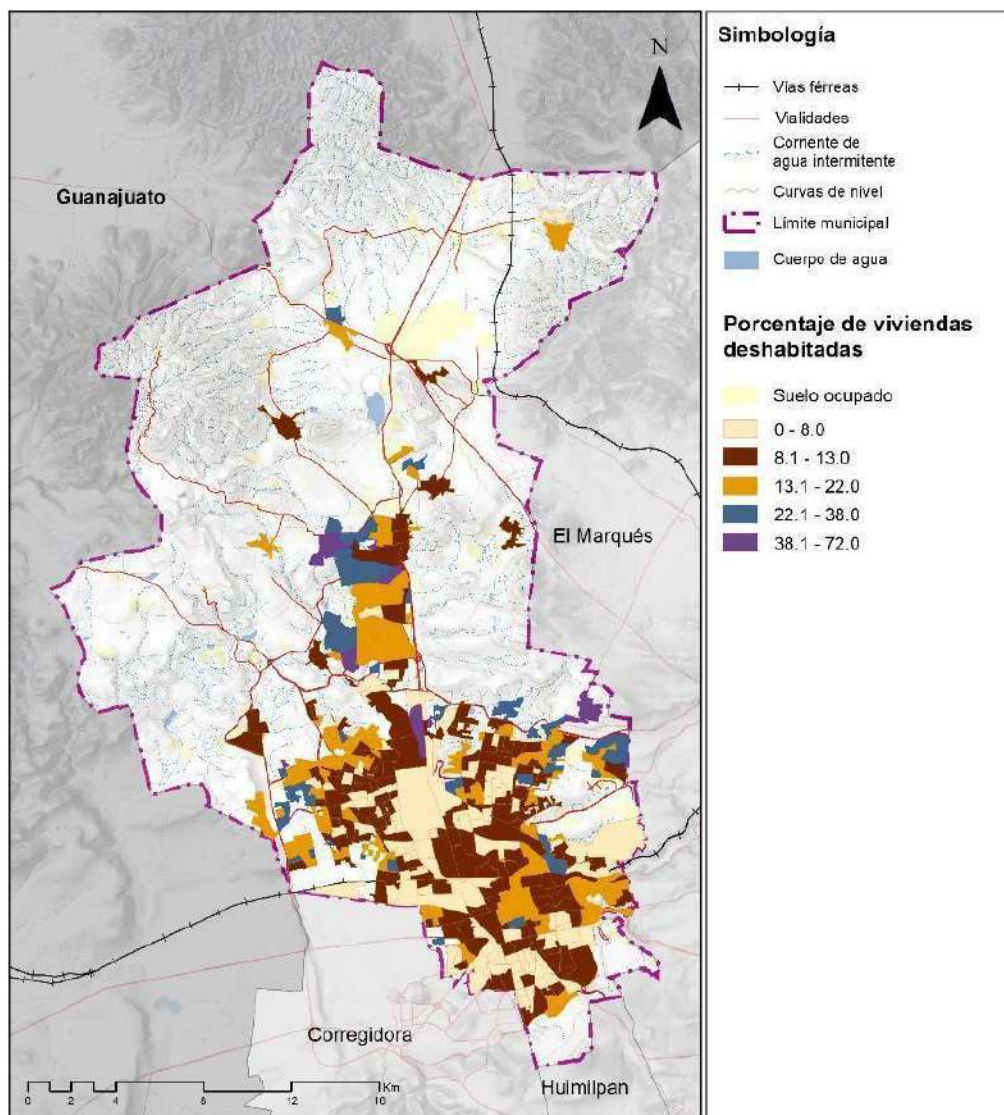 N
Guanajuato
El Marqués
Corregidora
Huimilpan
0 2 4 8 12 16 Km
Simbología
Vías férreas
Vialidades
Corriente de
agua intermitente
Curvas de nivel
Límite municipal
Cuerpo de agua
Porcentaje de viviendas
deshabitadas
Suelo ocupado
0 - 8.0
8.1 - 13.0
13.1 - 22.0
22.1 - 38.0
38.1 - 72.0